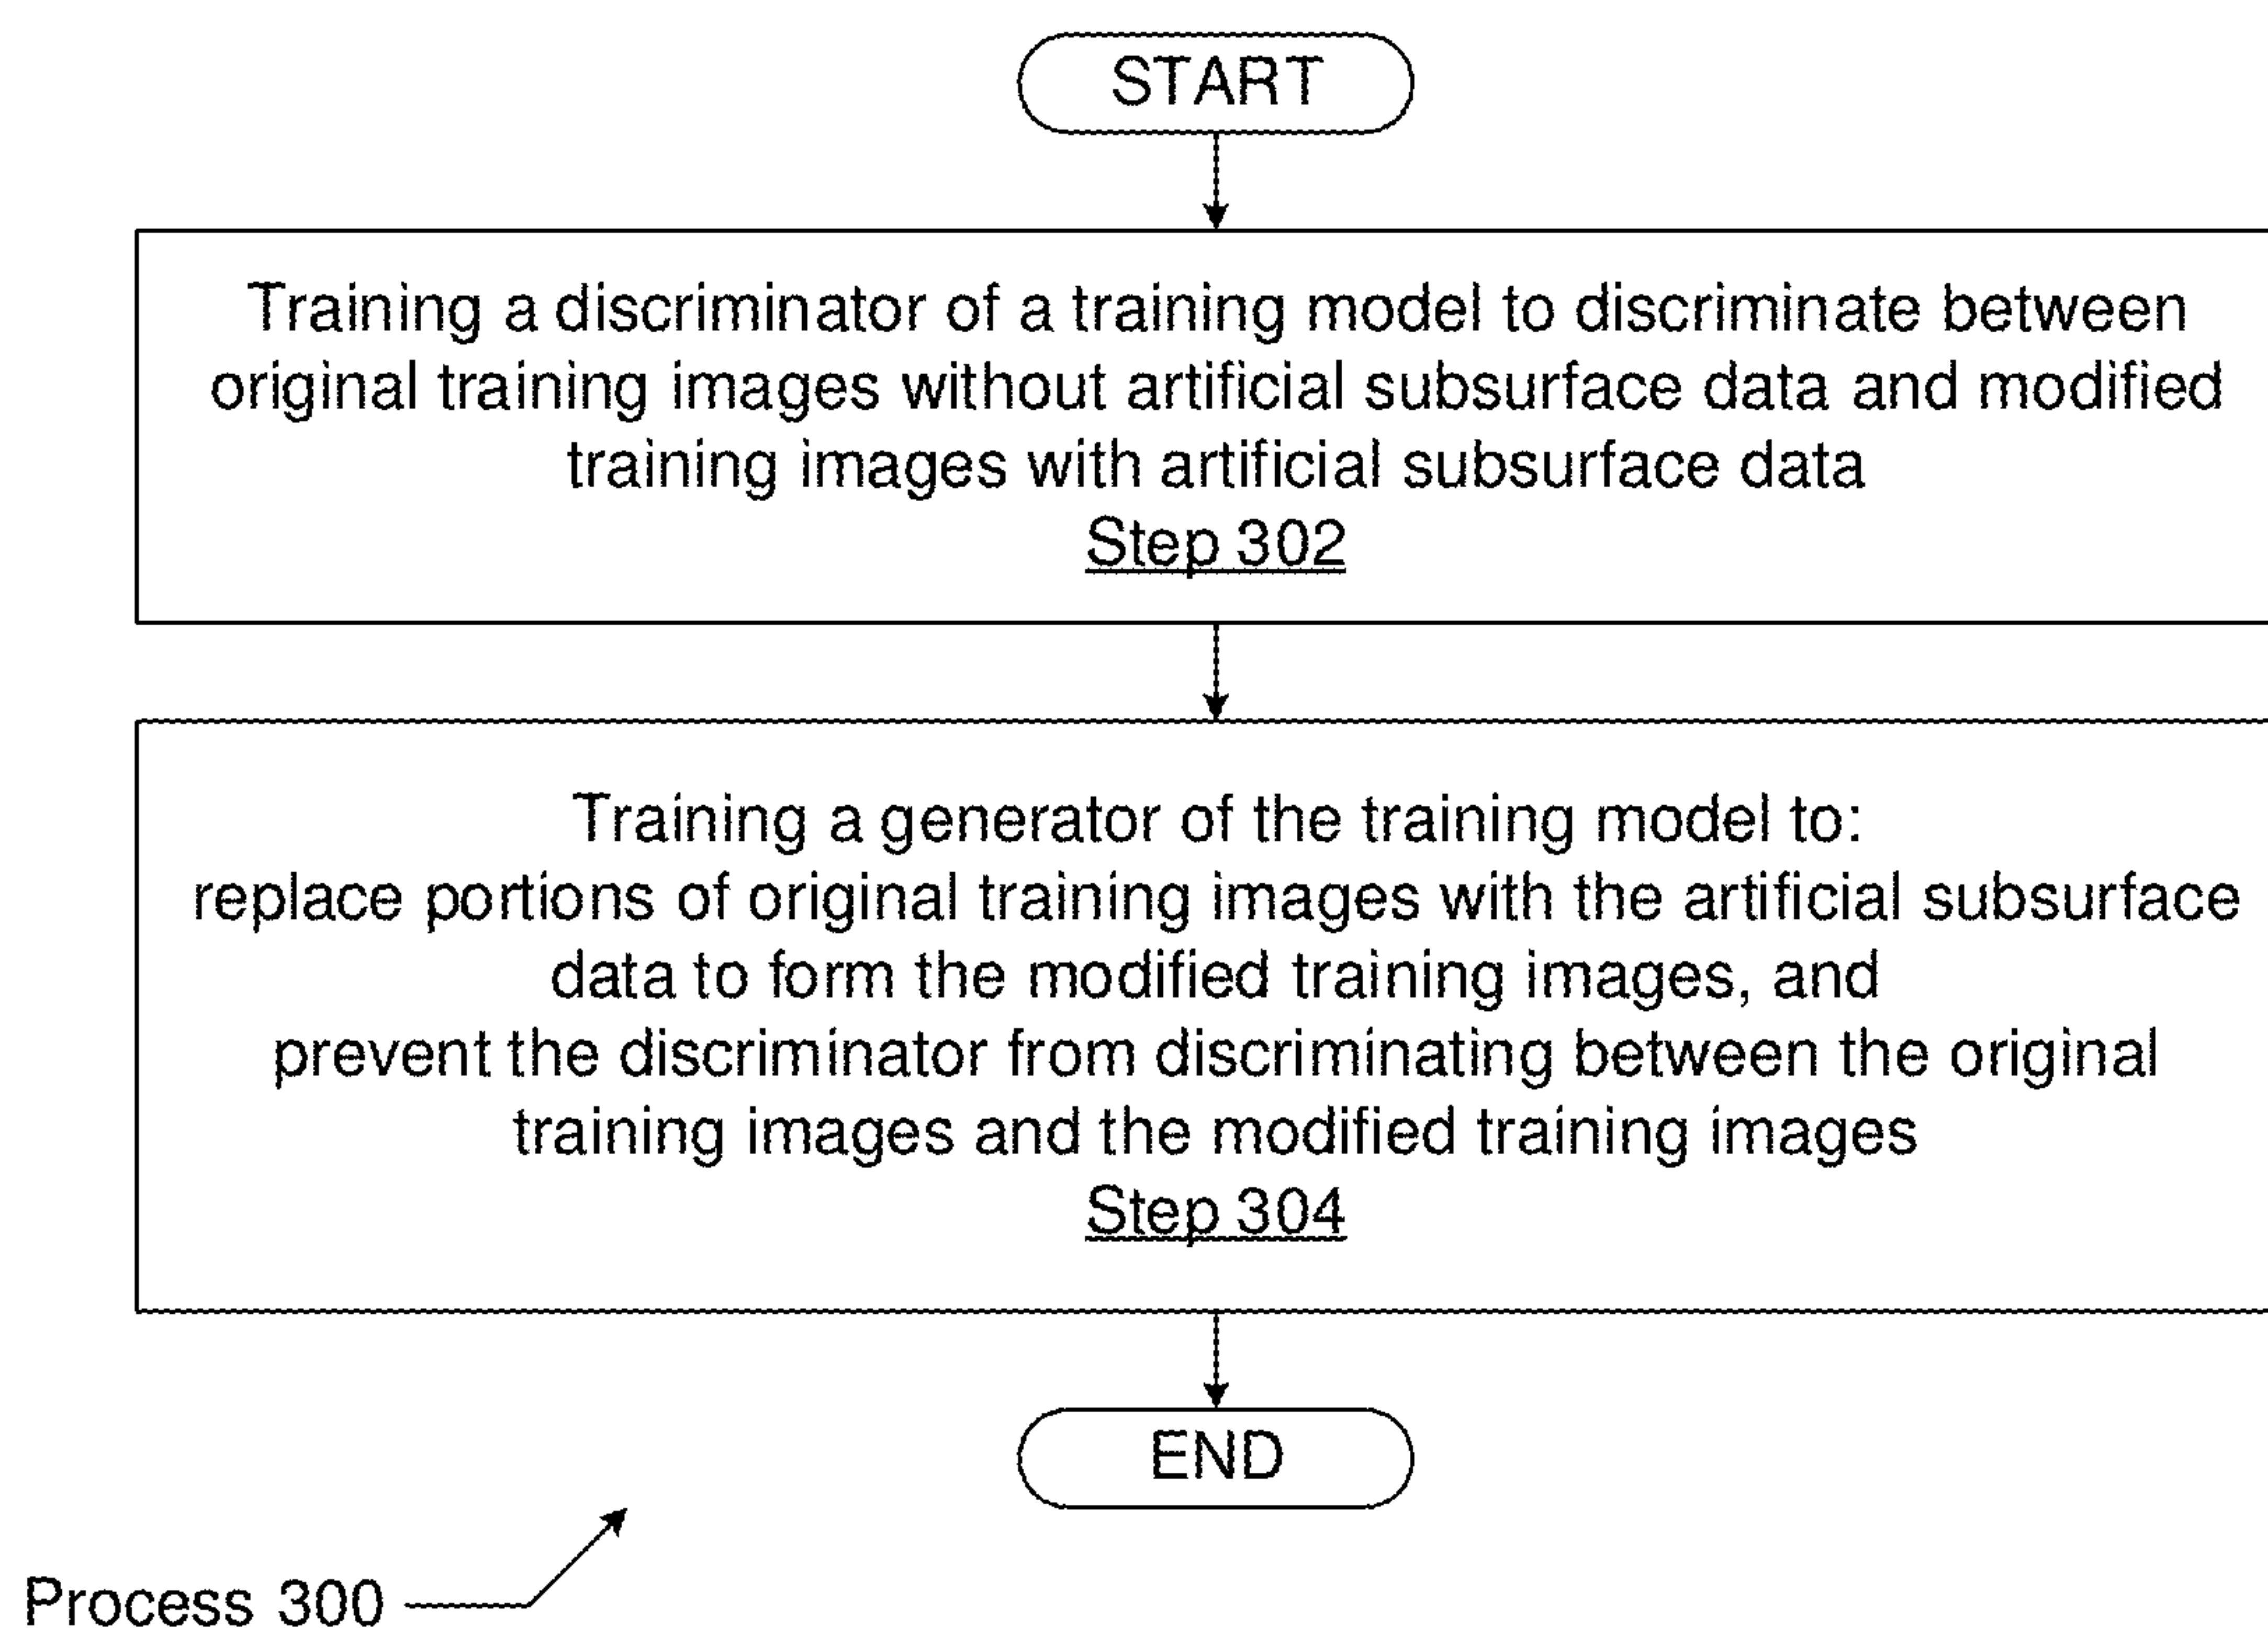 START
Training a discriminator of a training model to discriminate between
original training images without artificial subsurface data and modified
training images with artificial subsurface data
Step 302
Training a generator of the training model to:
replace portions of original training images with the artificial subsurface
data to form the modified training images, and
prevent the discriminator from discriminating between the original
training images and the modified training images
Step 304
END
Process 300